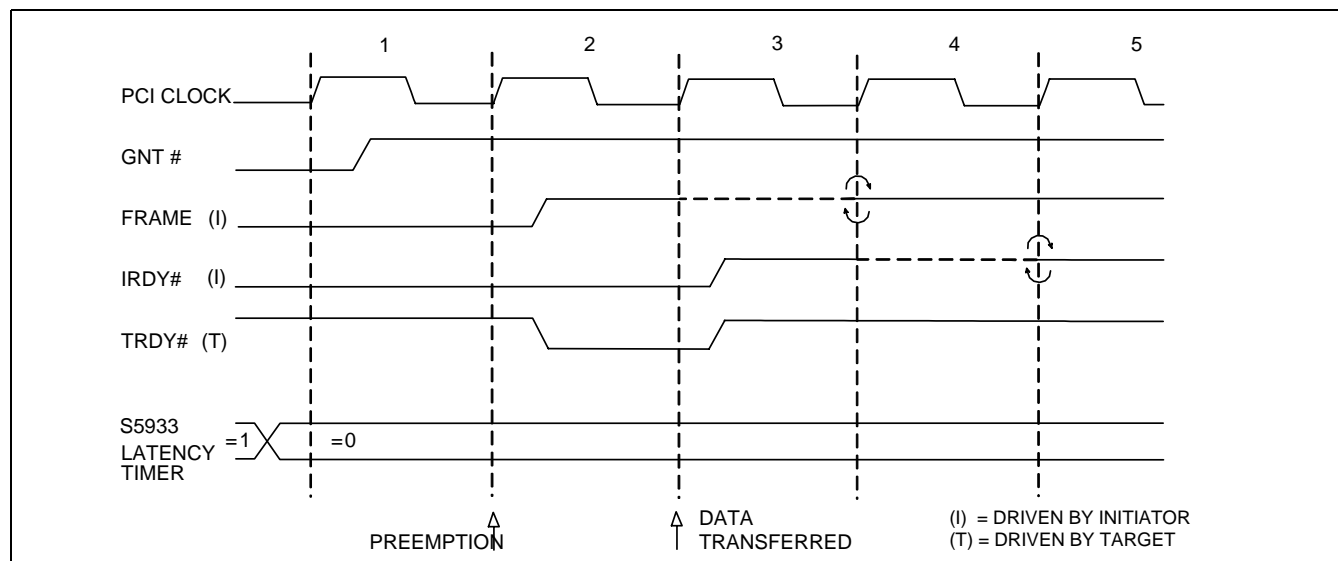 1 2 3 4 5
PCI CLOCK
GNT #
FRAME (I)
IRDY# (I)
TRDY# (T)
S5933
LATENCY
TIMER
=1 =0
PREEMPTION
DATA
TRANSFERRED
(I) = DRIVEN BY INITIATOR
(T) = DRIVEN BY TARGET